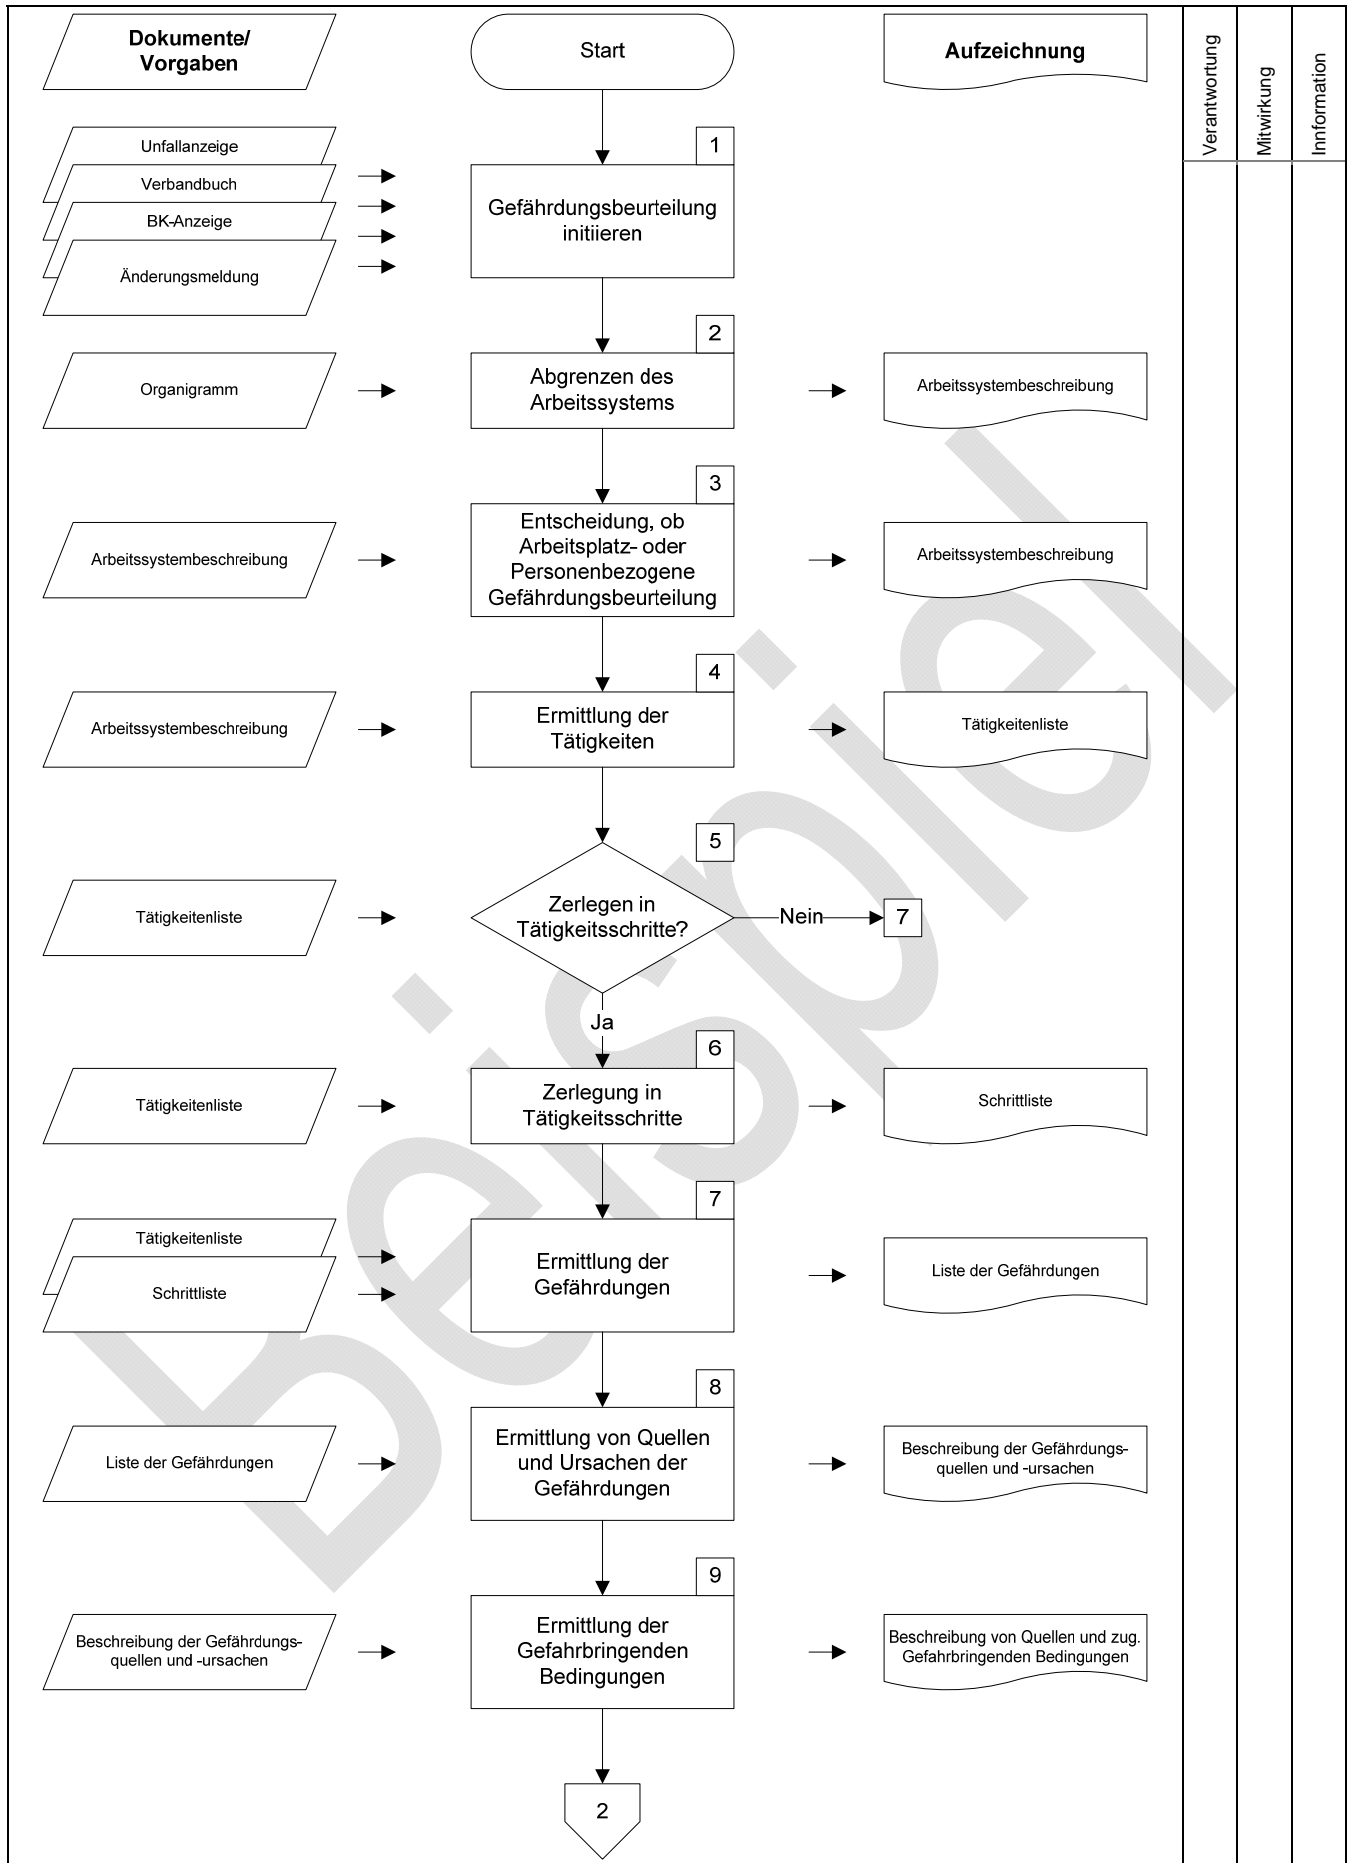 Dokumente/
Vorgaben
Start
Aufzeichnung
Verantwortung
Mitwirkung
Innformation
Unfallanzeige
Verbandbuch
BK-Anzeige
Änderungsmeldung
1
Gefährdungsbeurteilung
initiieren
Organigramm
2
Abgrenzen des
Arbeitssystems
Arbeitssystembeschreibung
Arbeitssystembeschreibung
3
Entscheidung, ob
Arbeitsplatz- oder
Personenbezogene
Gefährdungsbeurteilung
Arbeitssystembeschreibung
Arbeitssystembeschreibung
4
Ermittlung der
Tätigkeiten
Tätigkeitenliste
Tätigkeitenliste
5
Zerlegen in
Tätigkeitsschritte?
Nein
7
Ja
Tätigkeitenliste
6
Zerlegung in
Tätigkeitsschritte
Schrittliste
Tätigkeitenliste
Schrittliste
7
Ermittlung der
Gefährdungen
Liste der Gefährdungen
Liste der Gefährdungen
8
Ermittlung von Quellen
und Ursachen der
Gefährdungen
Beschreibung der Gefährdungs-
quellen und -ursachen
Beschreibung der Gefährdungs-
quellen und -ursachen
9
Ermittlung der
Gefahrbringenden
Bedingungen
Beschreibung von Quellen und zug.
Gefahrbringenden Bedingungen
2
Beispiel